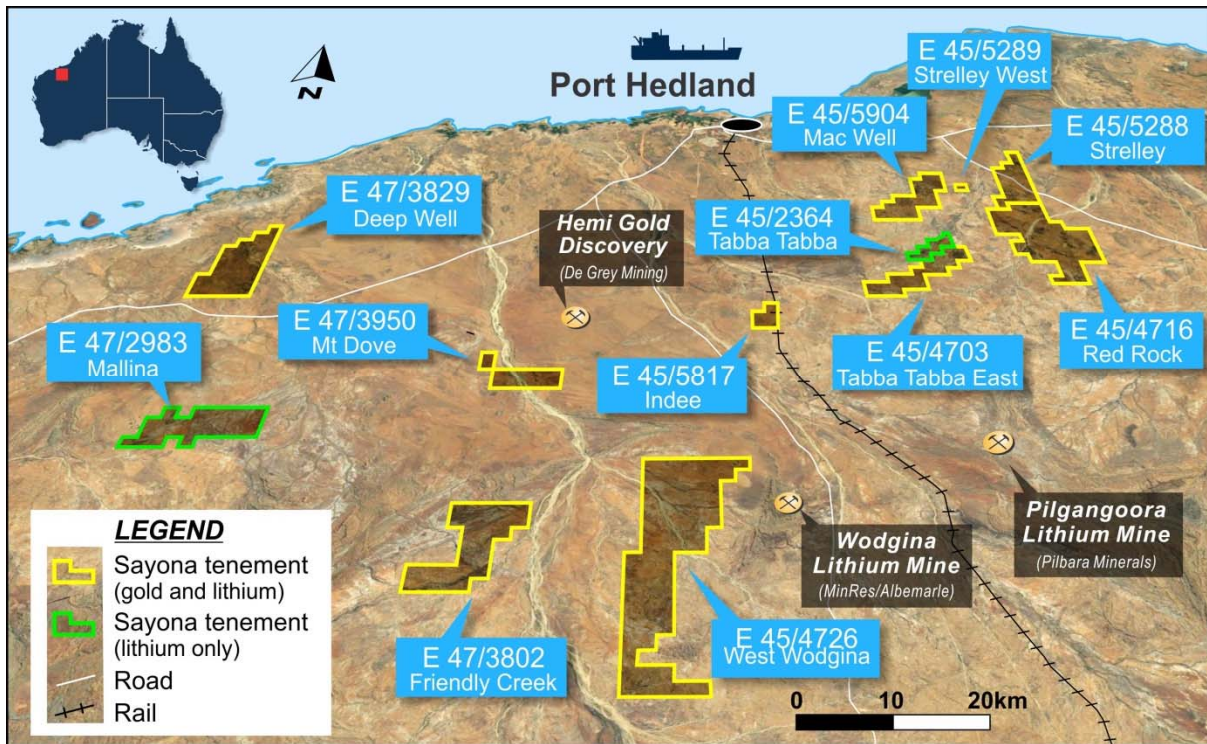 N
Port Hedland
E 45/5289
Strelley West
E 45/5904
Mac Well
E 45/5288
Strelley
E 47/3829
Deep Well
Hemi Gold
Discovery
(De Grey Mining)
E 45/2364
Tabba Tabba
E 47/3950
Mt Dove
E 47/2983
Mallina
E 45/5817
Indee
E 45/4703
Tabba Tabba East
E 45/4716
Red Rock
LEGEND
Sayona tenement
(gold and lithium)
Sayona tenement
(lithium only)
Road
Rail
E 47/3802
Friendly Creek
E 45/4726
West Wodgina
Wodgina
Lithium Mine
(MinRes/Albemarle)
Pilgangoora
Lithium Mine
(Pilbara Minerals)
0 10 20km